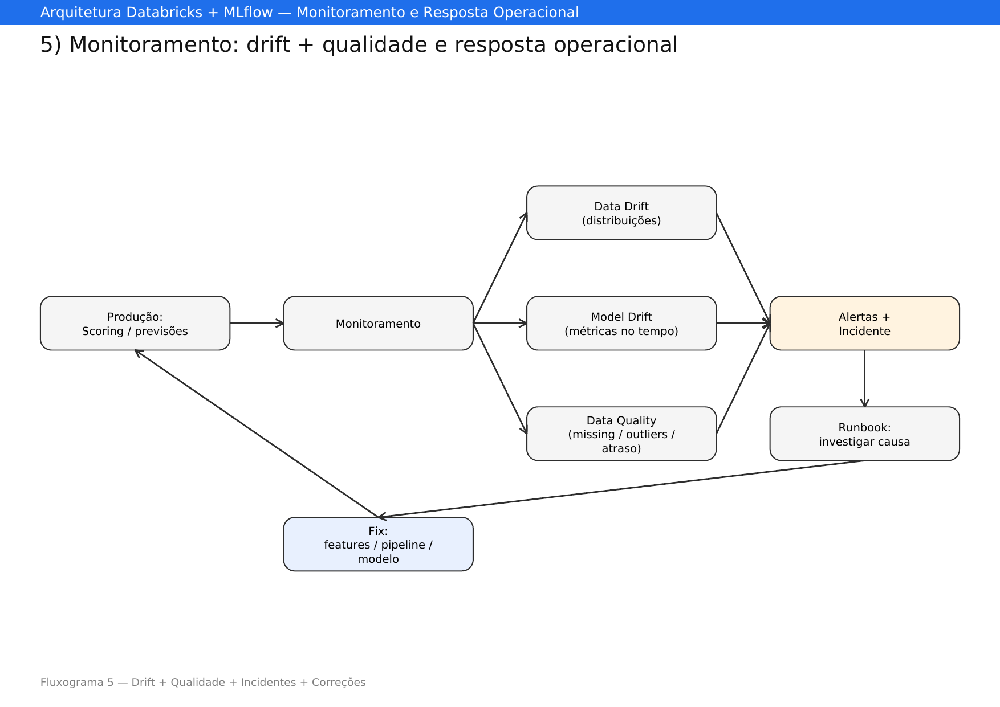 Arquitetura Databricks + MLflow — Monitoramento e Resposta Operacional
5) Monitoramento: drift + qualidade e resposta operacional
Data Drift
(distribuições)
Produção:
Scoring / previsões
Monitoramento
Model Drift
(métricas no tempo)
Alertas +
Incidente
Data Quality
(missing / outliers /
atraso)
Runbook:
investigar causa
Fix:
features / pipeline /
modelo
Fluxograma 5 — Drift + Qualidade + Incidentes + Correções